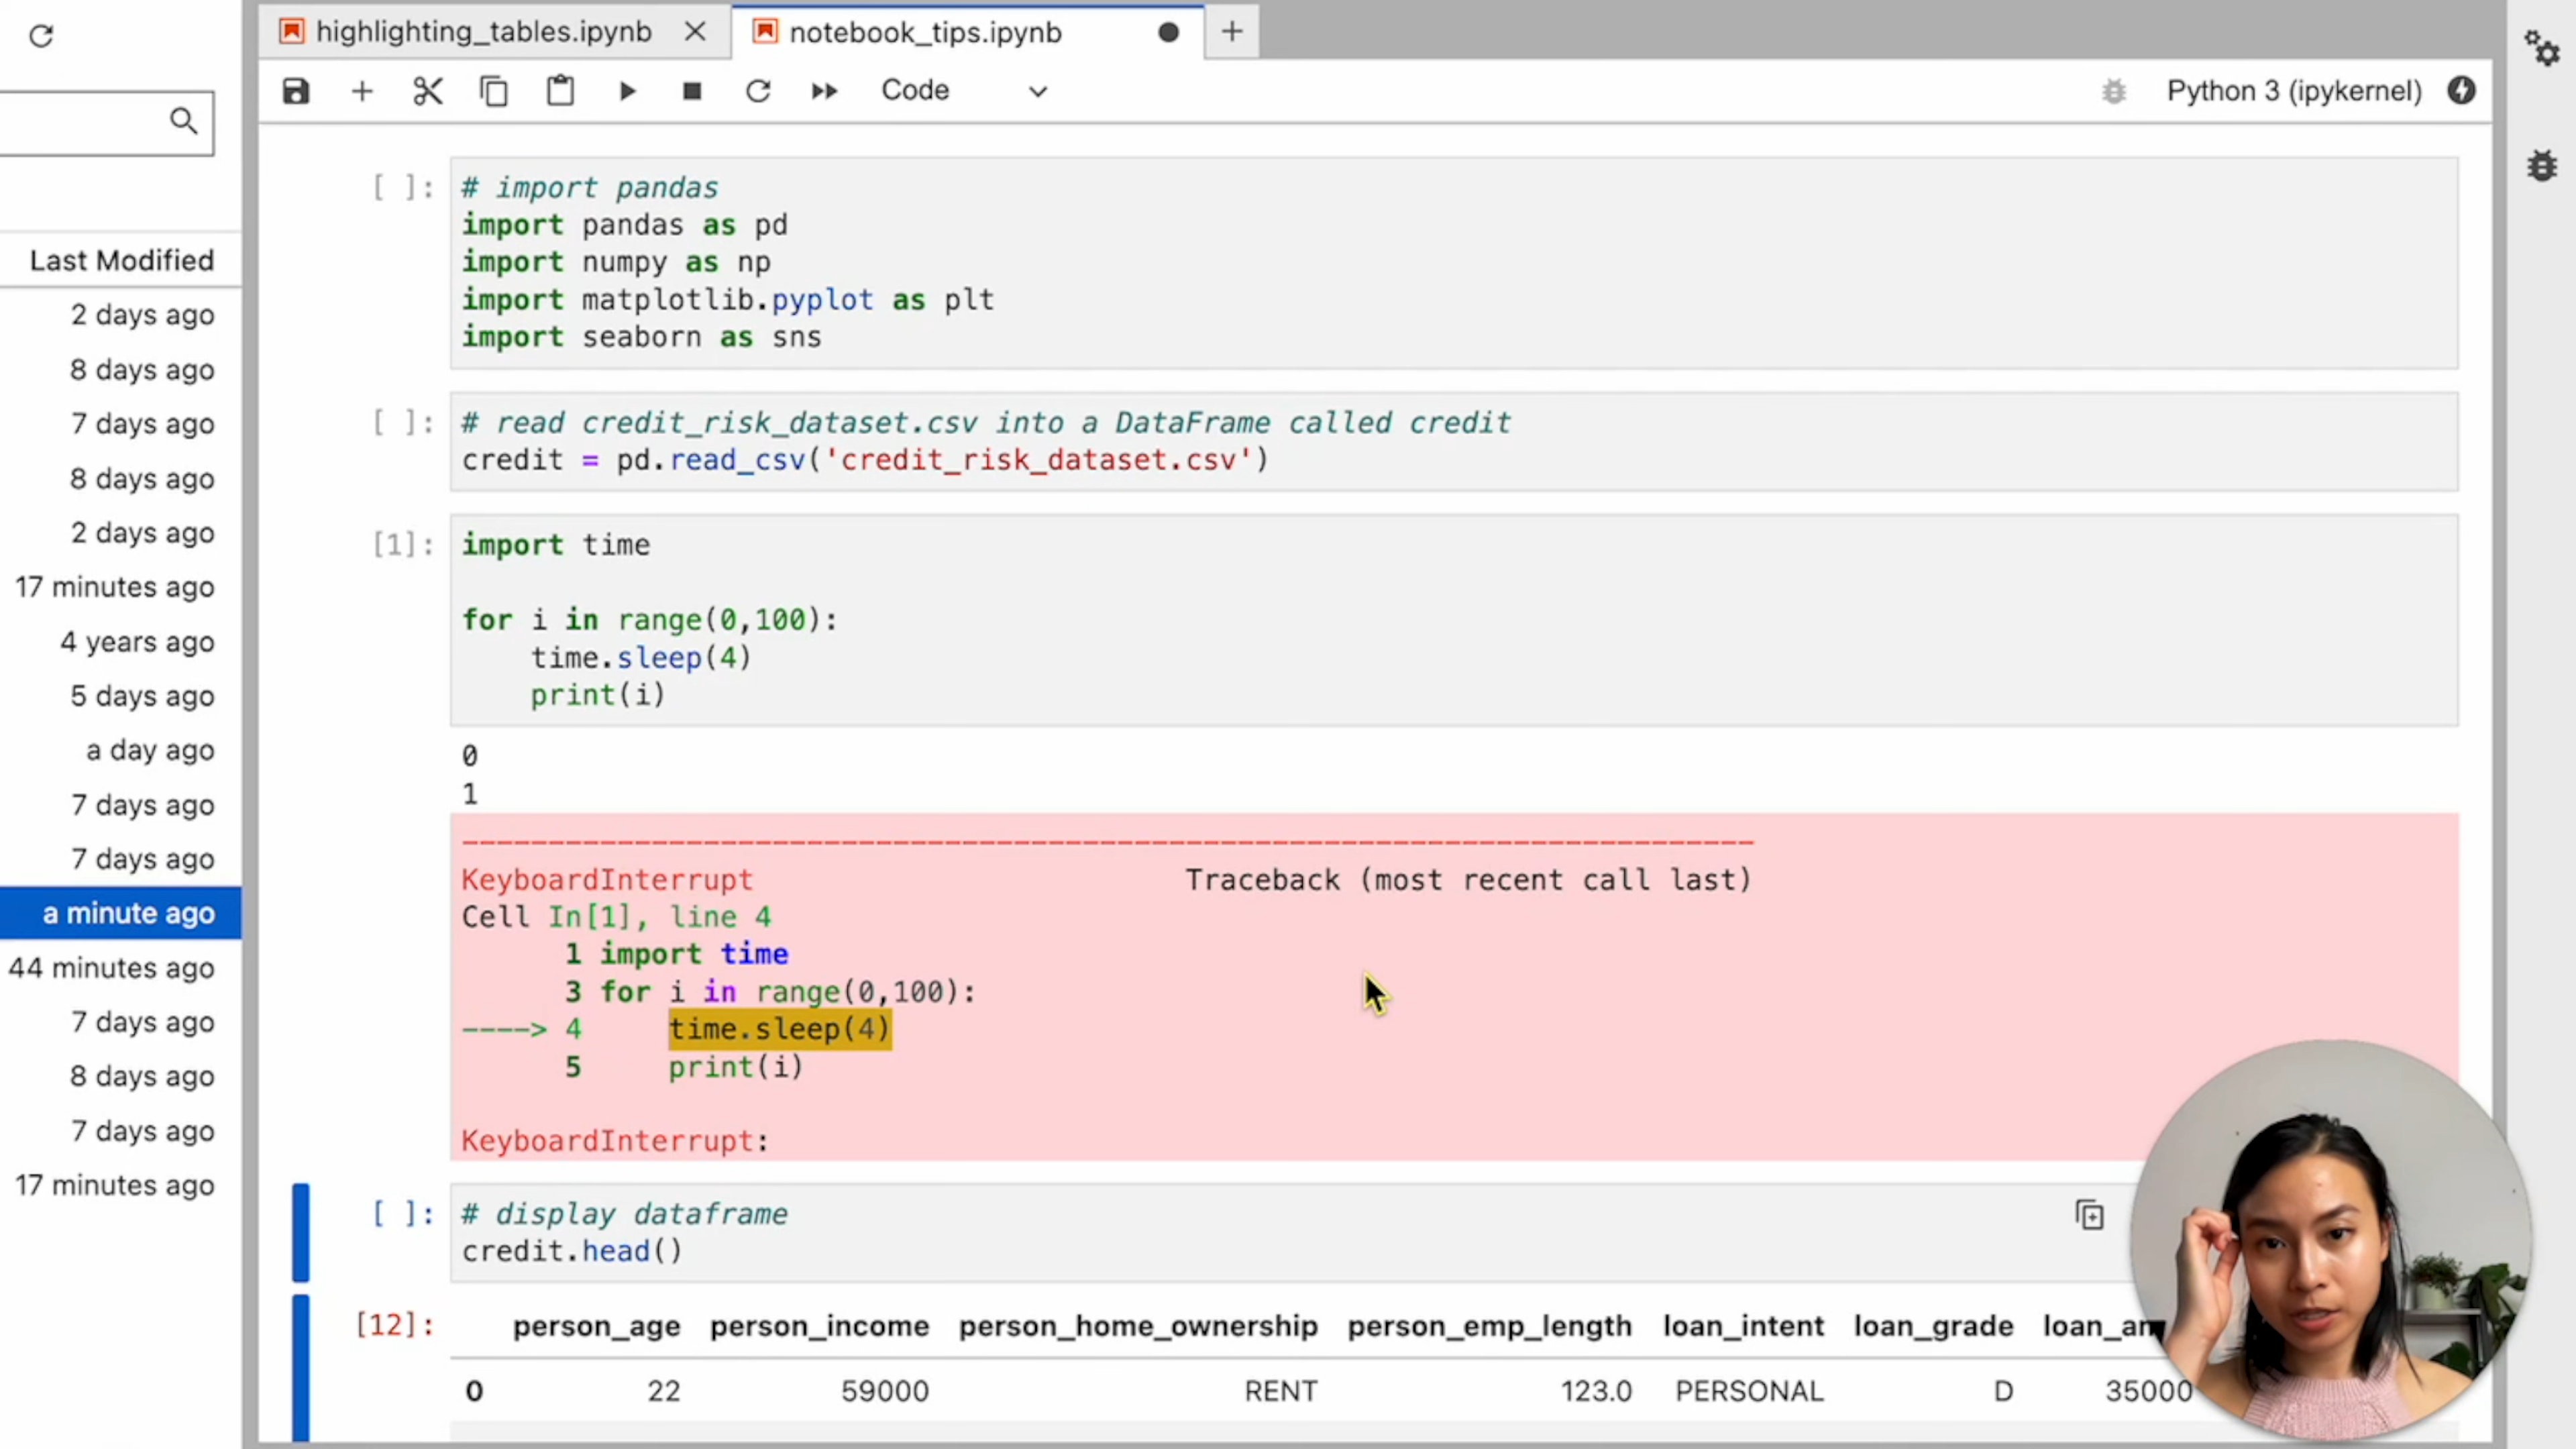 highlighting_tables.ipynb
notebook_tips.ipynb
Code
Python 3 (ipykernel)
Last Modified
2 days ago
8 days ago
7 days ago
8 days ago
2 days ago
17 minutes ago
4 years ago
5 days ago
a day ago
7 days ago
7 days ago
a minute ago
44 minutes ago
7 days ago
8 days ago
7 days ago
17 minutes ago
[ ]: # import pandas
import pandas as pd
import numpy as np
import matplotlib.pyplot as plt
import seaborn as sns
[ ]: # read credit_risk_dataset.csv into a DataFrame called credit
credit = pd.read_csv('credit_risk_dataset.csv')
[1]: import time
for i in range(0,100):
    time.sleep(4)
    print(i)
0
1
---------------------------------------------------------------------------
KeyboardInterrupt                         Traceback (most recent call last)
Cell In[1], line 4
      1 import time
      3 for i in range(0,100):
----> 4     time.sleep(4)
      5     print(i)
KeyboardInterrupt:
[ ]: # display dataframe
credit.head()
[12]: person_age person_income person_home_ownership person_emp_length loan_intent loan_grade loan_am
0 22 59000 RENT 123.0 PERSONAL D 35000